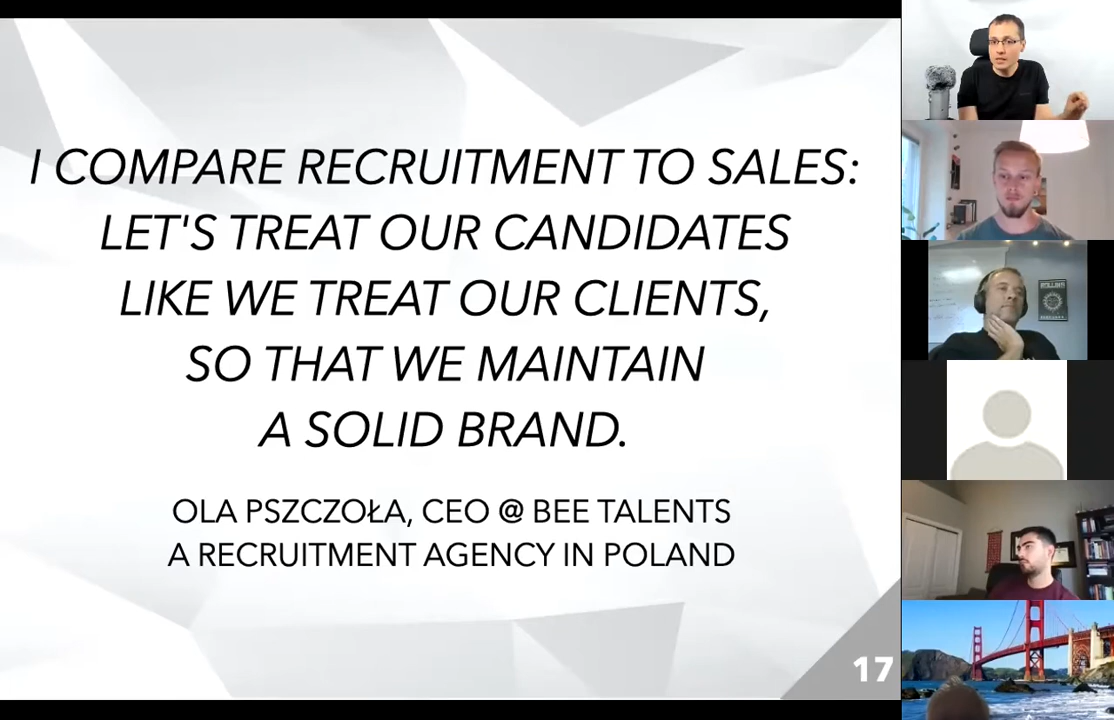 I COMPARE RECRUITMENT TO SALES:
LET'S TREAT OUR CANDIDATES
LIKE WE TREAT OUR CLIENTS,
SO THAT WE MAINTAIN
A SOLID BRAND.
OLA PSZCZOŁA, CEO @ BEE TALENTS
A RECRUITMENT AGENCY IN POLAND
17